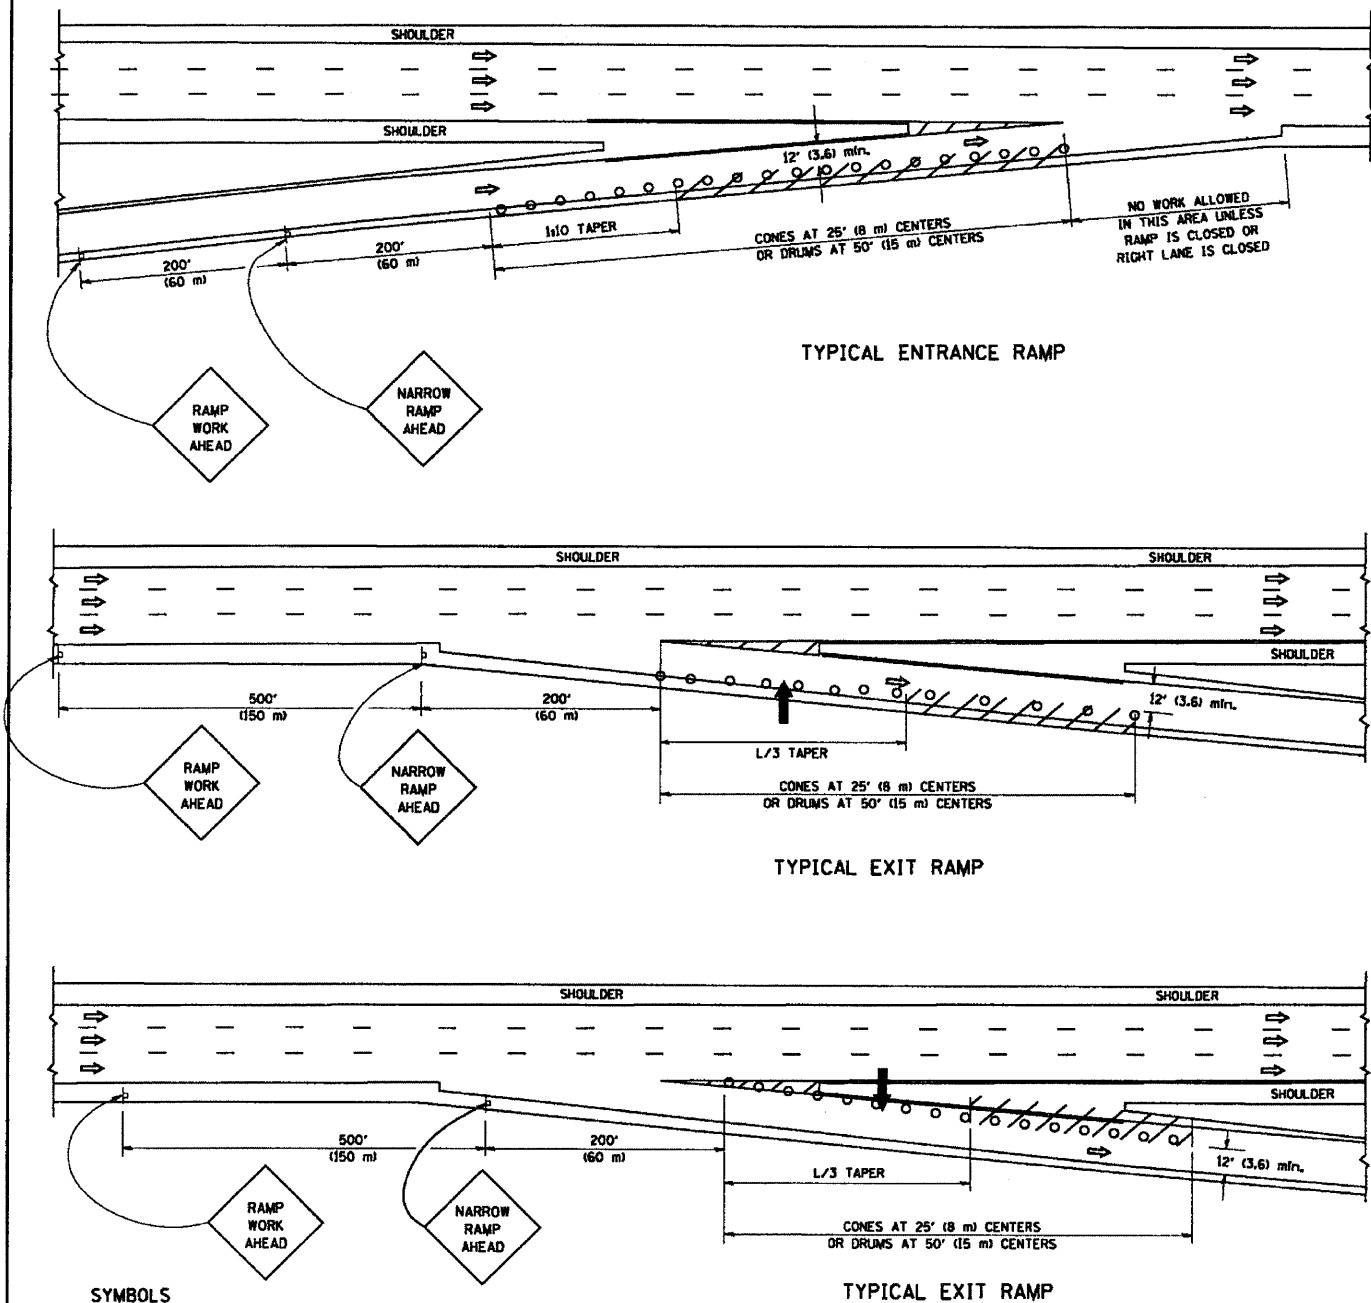 SHOULDER
SHOULDER
12' (3.6) min.
1:10 TAPER
CONES AT 25' (8 m) CENTERS
OR DRUMS AT 50' (15 m) CENTERS
NO WORK ALLOWED
IN THIS AREA UNLESS
RAMP IS CLOSED OR
RIGHT LANE IS CLOSED
200'
(60 m)
200'
(60 m)
TYPICAL ENTRANCE RAMP
RAMP
WORK
AHEAD
NARROW
RAMP
AHEAD
SHOULDER
SHOULDER
SHOULDER
500'
(150 m)
200'
(60 m)
12' (3.6) min.
L/3 TAPER
CONES AT 25' (8 m) CENTERS
OR DRUMS AT 50' (15 m) CENTERS
RAMP
WORK
AHEAD
NARROW
RAMP
AHEAD
TYPICAL EXIT RAMP
SHOULDER
SHOULDER
SHOULDER
500'
(150 m)
200'
(60 m)
12' (3.6) min.
L/3 TAPER
CONES AT 25' (8 m) CENTERS
OR DRUMS AT 50' (15 m) CENTERS
RAMP
WORK
AHEAD
NARROW
RAMP
AHEAD
SYMBOLS
TYPICAL EXIT RAMP